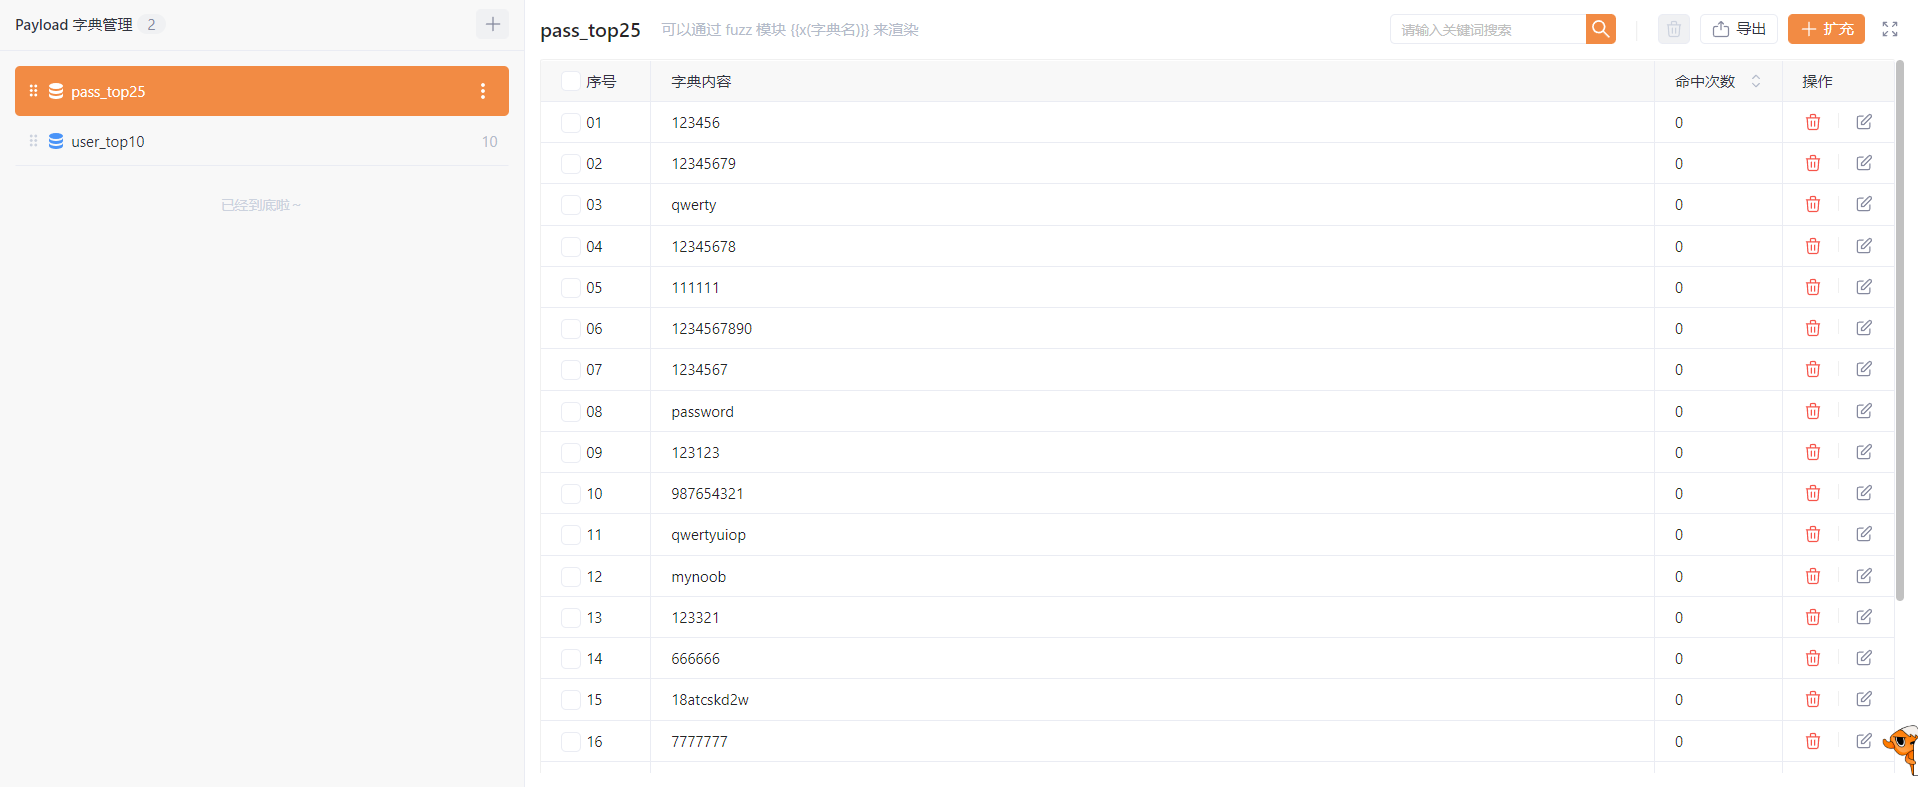 Payload 字典管理 2
pass_top25
user_top10 10
已经到底啦~
pass_top25 可以通过 fuzz 模块 {{x(字典名)}} 来渲染 请输入关键词搜索 导出 扩充
序号 字典内容 命中次数 操作
01 123456 0
02 12345679 0
03 qwerty 0
04 12345678 0
05 111111 0
06 1234567890 0
07 1234567 0
08 password 0
09 123123 0
10 987654321 0
11 qwertyuiop 0
12 mynoob 0
13 123321 0
14 666666 0
15 18atcskd2w 0
16 7777777 0